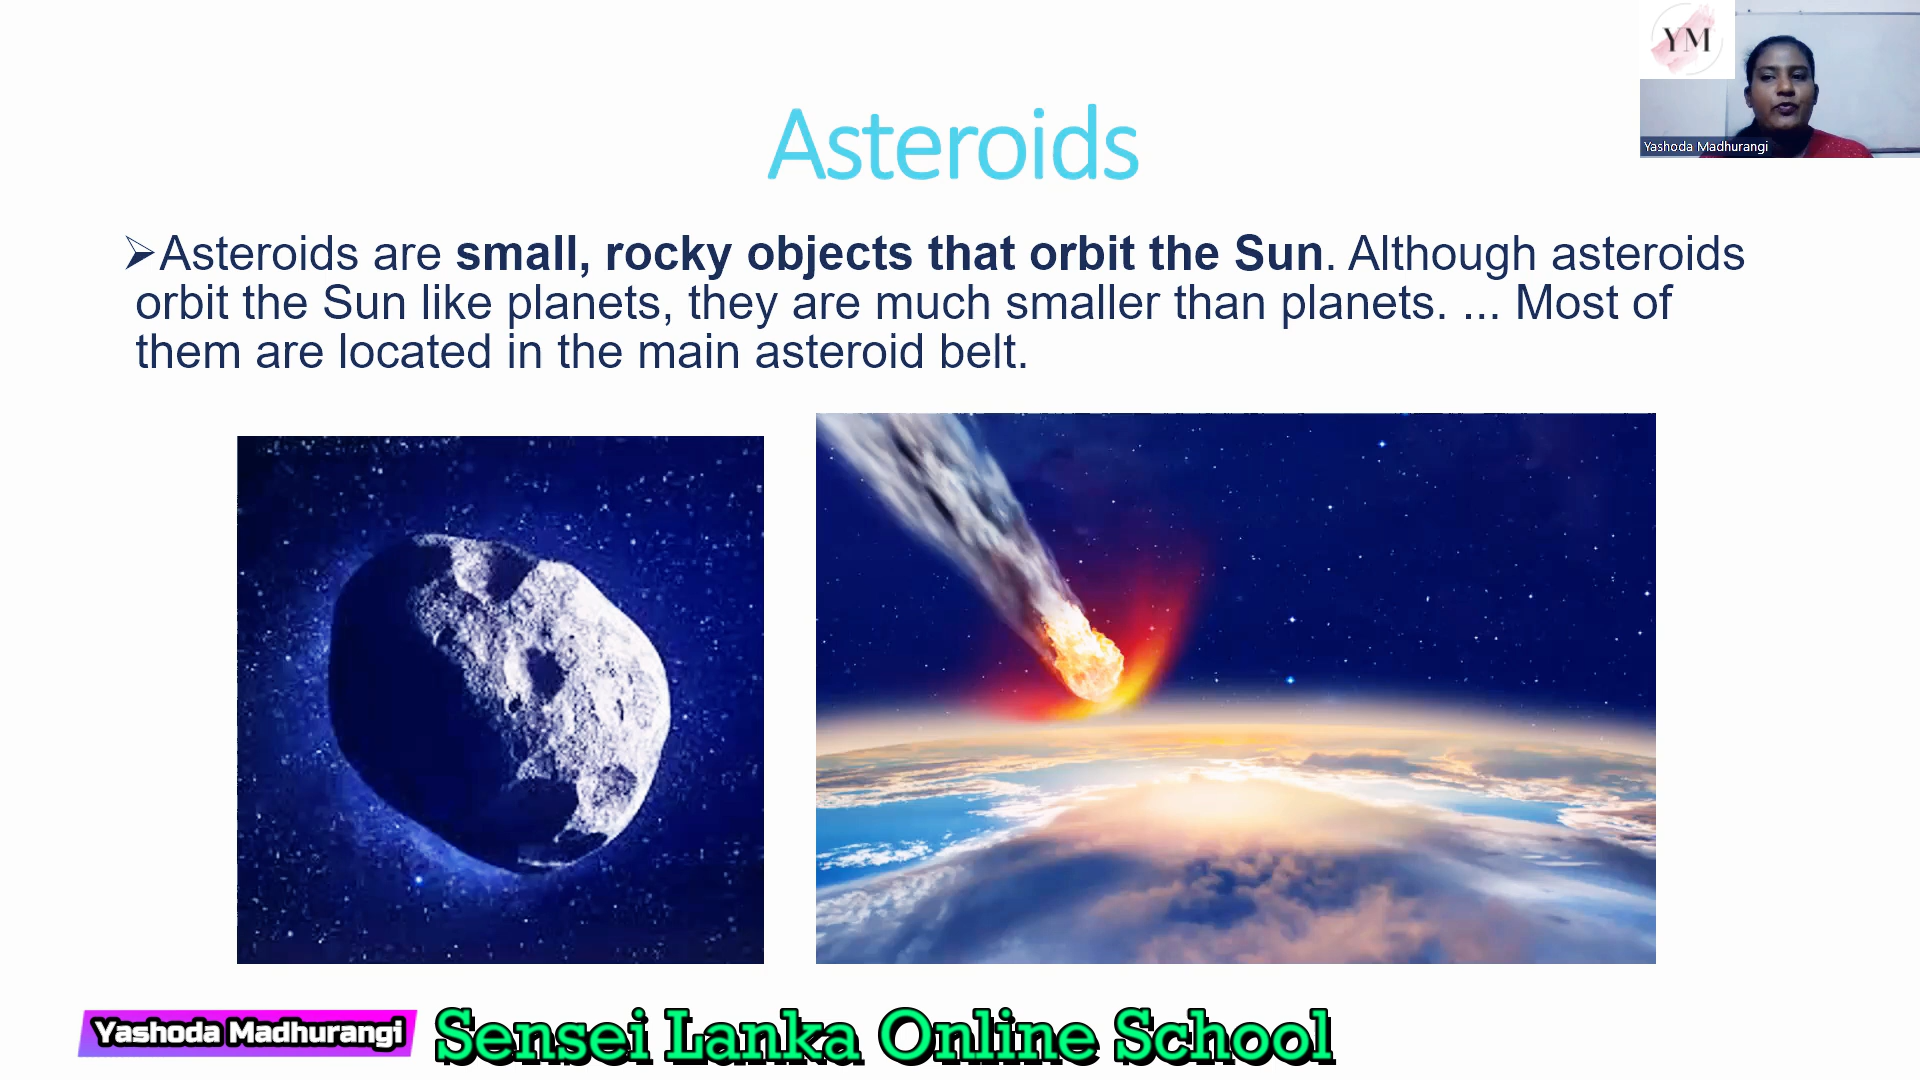 YM
Yashoda Madhurangi
Asteroids
➢Asteroids are small, rocky objects that orbit the Sun. Although asteroids
orbit the Sun like planets, they are much smaller than planets. ... Most of
them are located in the main asteroid belt.
Yashoda Madhurangi
Sensei Lanka Online School